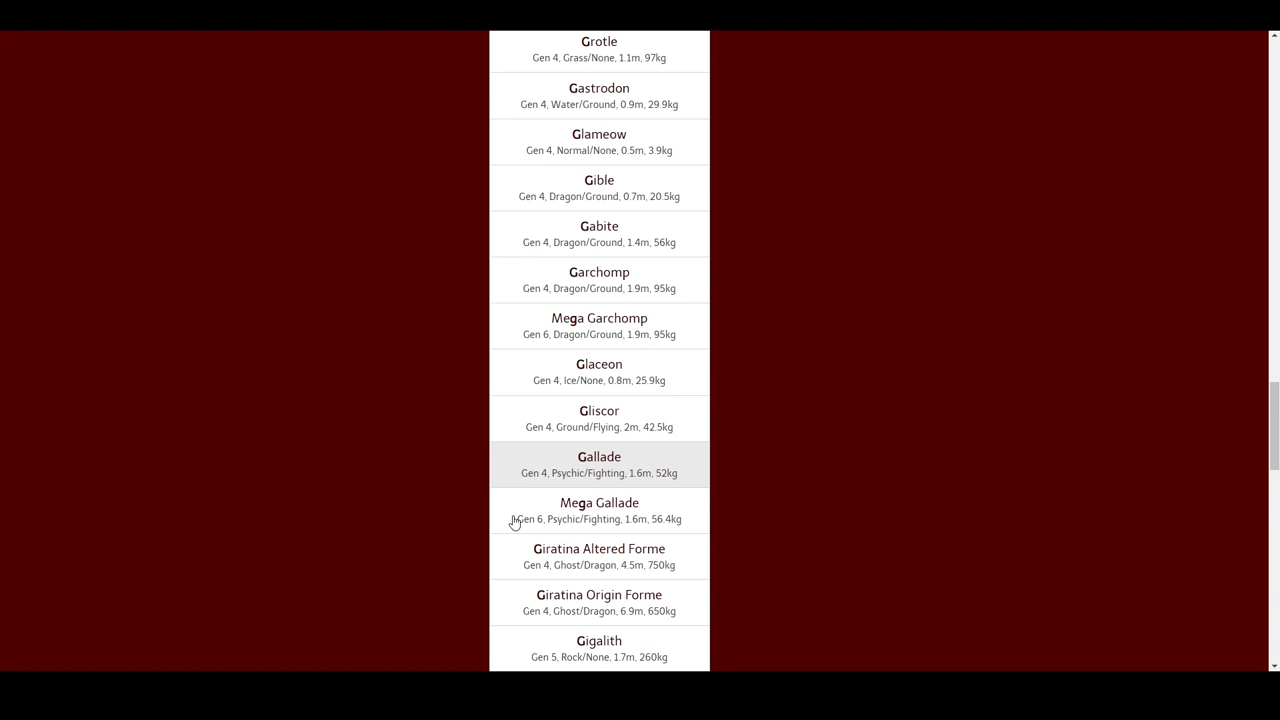 Grotle
Gen 4, Grass/None, 1.1m, 97kg
Gastrodon
Gen 4, Water/Ground, 0.9m, 29.9kg
Glameow
Gen 4, Normal/None, 0.5m, 3.9kg
Gible
Gen 4, Dragon/Ground, 0.7m, 20.5kg
Gabite
Gen 4, Dragon/Ground, 1.4m, 56kg
Garchomp
Gen 4, Dragon/Ground, 1.9m, 95kg
Mega Garchomp
Gen 6, Dragon/Ground, 1.9m, 95kg
Glaceon
Gen 4, Ice/None, 0.8m, 25.9kg
Gliscor
Gen 4, Ground/Flying, 2m, 42.5kg
Gallade
Gen 4, Psychic/Fighting, 1.6m, 52kg
Mega Gallade
Gen 6, Psychic/Fighting, 1.6m, 56.4kg
Giratina Altered Forme
Gen 4, Ghost/Dragon, 4.5m, 750kg
Giratina Origin Forme
Gen 4, Ghost/Dragon, 6.9m, 650kg
Gigalith
Gen 5, Rock/None, 1.7m, 260kg